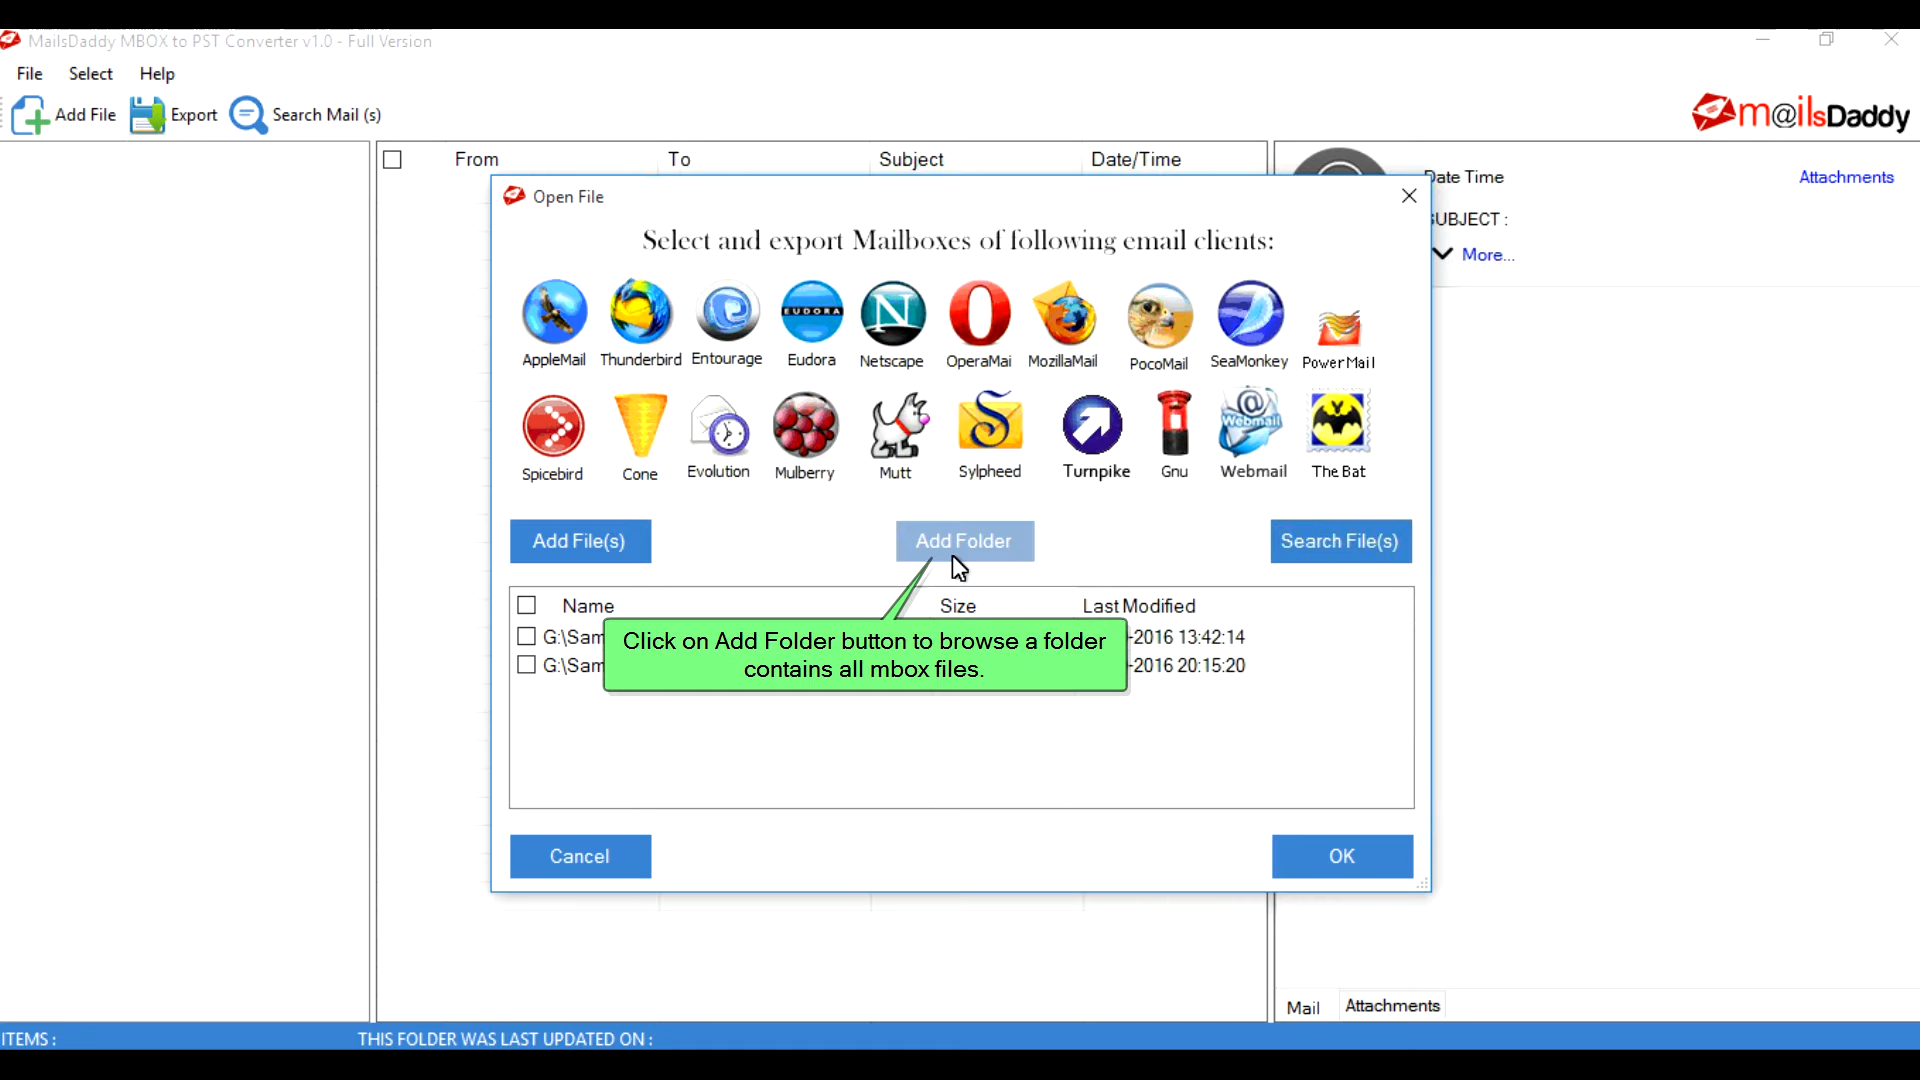 MailsDaddy MBOX to PST Converter v1.0 - Full Version
File Select Help
Add File Export Search Mail (s)
m@ilsDaddy
From To Subject Date/Time
Date Time Attachments
SUBJECT :
More...
Open File
Select and export Mailboxes of following email clients:
EUDORA
AppleMail Thunderbird Entourage Eudora Netscape OperaMai MozillaMail PocoMail SeaMonkey PowerMail
Webmail
Spicebird Cone Evolution Mulberry Mutt Sylpheed Turnpike Gnu Webmail The Bat
Add File(s) Add Folder Search File(s)
Name Size Last Modified
G:\Sam -2016 13:42:14
G:\Sam -2016 20:15:20
Click on Add Folder button to browse a folder
contains all mbox files.
Cancel OK
Mail Attachments
ITEMS : THIS FOLDER WAS LAST UPDATED ON :